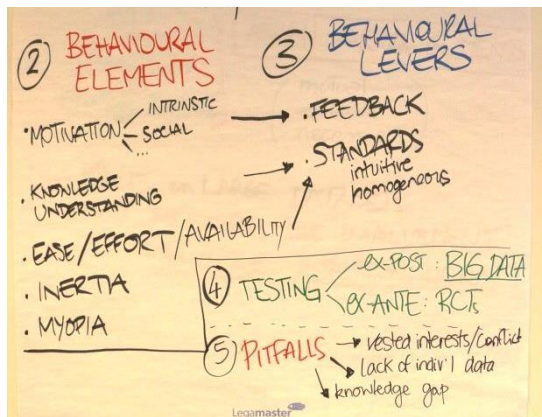 ② BEHAVIOURAL
ELEMENTS
• MOTIVATION
INTRINSTIC
SOCIAL
...
• KNOWLEDGE
UNDERSTANDING
• EASE/EFFORT/AVAILABILITY
• INERTIA
• MYOPIA
③ BEHAVIOURAL
LEVERS
• FEEDBACK
• STANDARDS
intuitive
homogeneous
④ TESTING
ex-POST: BIG DATA
ex-ANTE: RCTs
⑤ PITFALLS
vested interests/conflict
lack of indiv'l data
knowledge gap
Legamaster